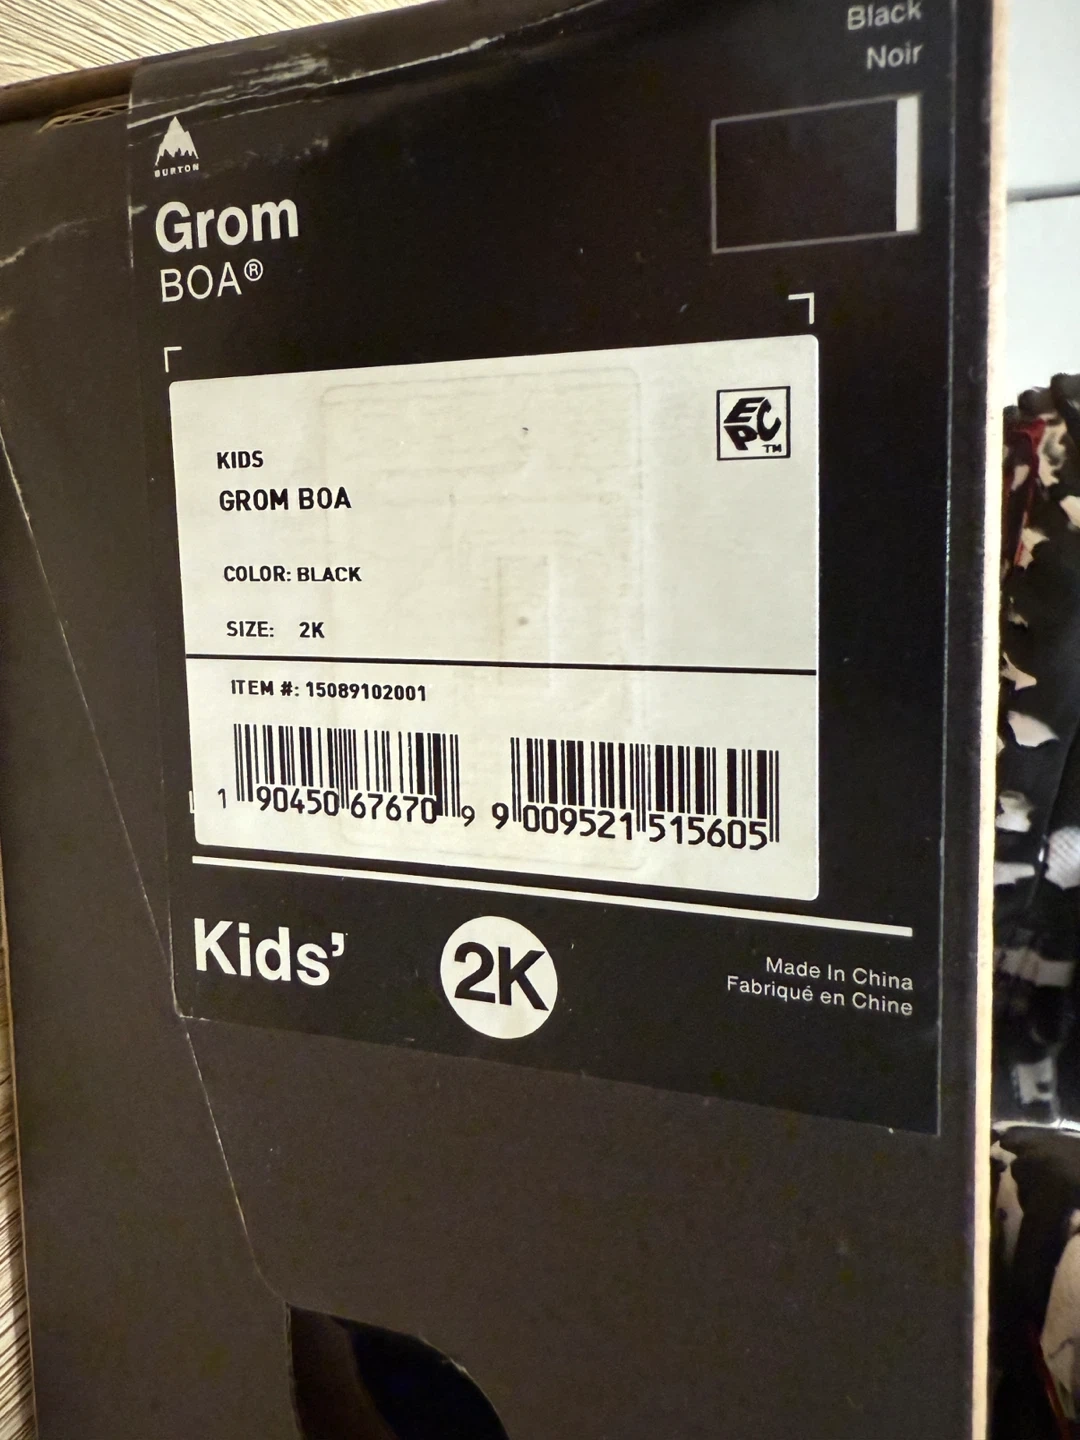 Black
Noir
BURTON
Grom
BOA®
EPC™
KIDS
GROM BOA
COLOR: BLACK
SIZE: 2K
ITEM #: 15089102001
1 90450 67670 9
9 009521 515605
Kids’
2K
Made In China
Fabriqué en Chine